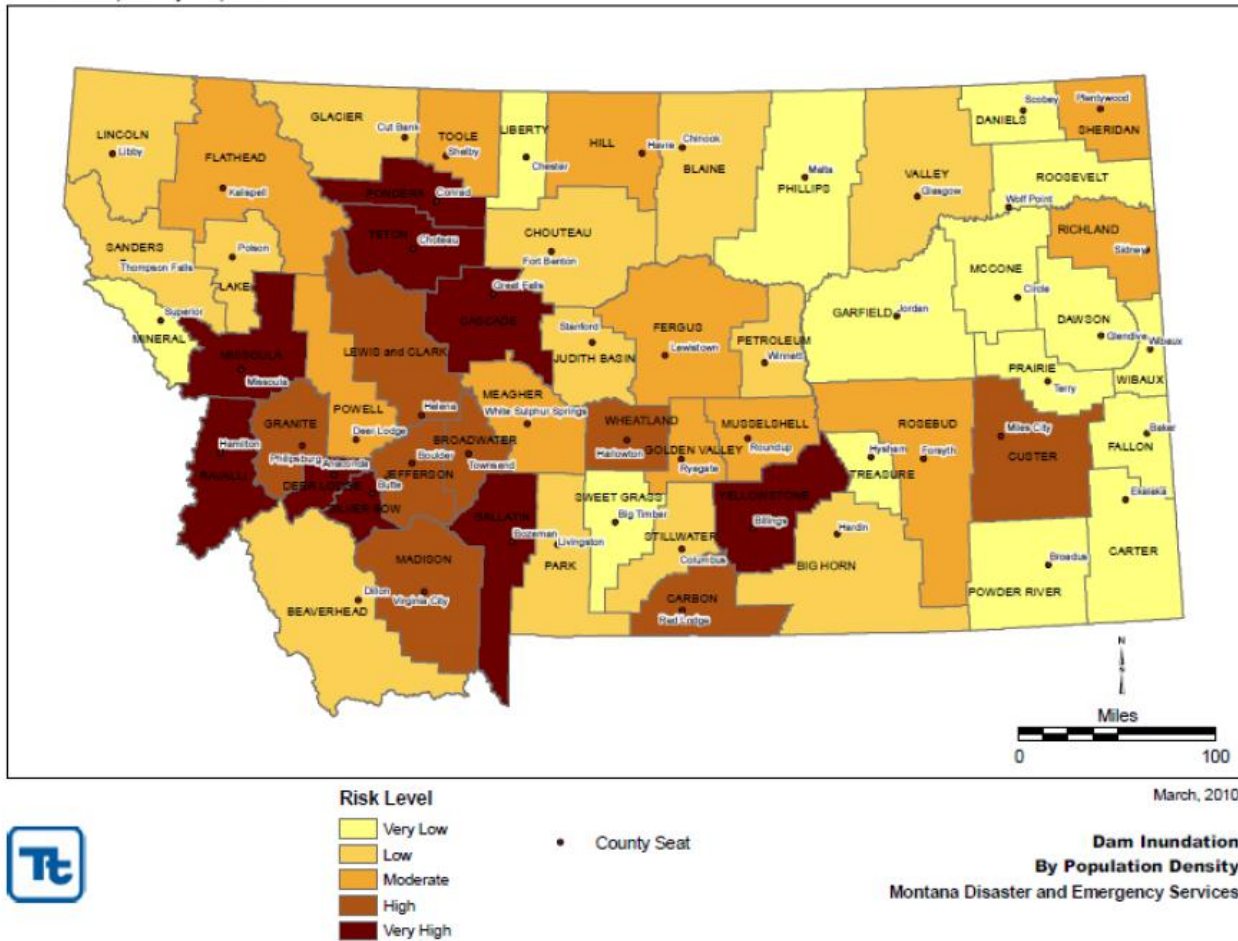 LINCOLN
Libby
FLATHEAD
Kalispell
GLACIER
Cut Bank
TOOLE
Shelby
LIBERTY
Chester
HILL
Havre
Chinook
BLAINE
PHILLIPS
Malta
VALLEY
Glasgow
DANIELS
Scobey
Plentywood
SHERIDAN
ROOSEVELT
Wolf Point
RICHLAND
Sidney
SANDERS
Thompson Falls
Polson
LAKE
PONDERA
Conrad
TETON
Choteau
CHOUTEAU
Fort Benton
Great Falls
CASCADE
Superior
MINERAL
MISSOULA
Missoula
LEWIS and CLARK
Helena
POWELL
Deer Lodge
GRANITE
Philipsburg
Stanford
JUDITH BASIN
FERGUS
Lewistown
PETROLEUM
Winnett
GARFIELD
Jordan
MCCONE
Circle
DAWSON
Glendive
Wibaux
WIBAUX
PRAIRIE
Terry
MEAGHER
White Sulphur Springs
BROADWATER
Townsend
WHEATLAND
Harlowton
GOLDEN VALLEY
Ryegate
MUSSELSHELL
Roundup
ROSEBUD
Forsyth
Hysham
TREASURE
Miles City
CUSTER
Baker
FALLON
Ekalaka
CARTER
Broadus
POWDER RIVER
Hamilton
RAVALLI
Anaconda
DEER LODGE
Butte
SILVER BOW
Boulder
JEFFERSON
GALLATIN
Bozeman
Livingston
PARK
SWEET GRASS
Big Timber
STILLWATER
Columbus
YELLOWSTONE
Billings
Hardin
BIG HORN
CARBON
Red Lodge
MADISON
Virginia City
Dillon
BEAVERHEAD
N
S
Miles
0 100
March, 2010
Risk Level
Very Low
Low
Moderate
High
Very High
County Seat
Dam Inundation
By Population Density
Montana Disaster and Emergency Services
Tt